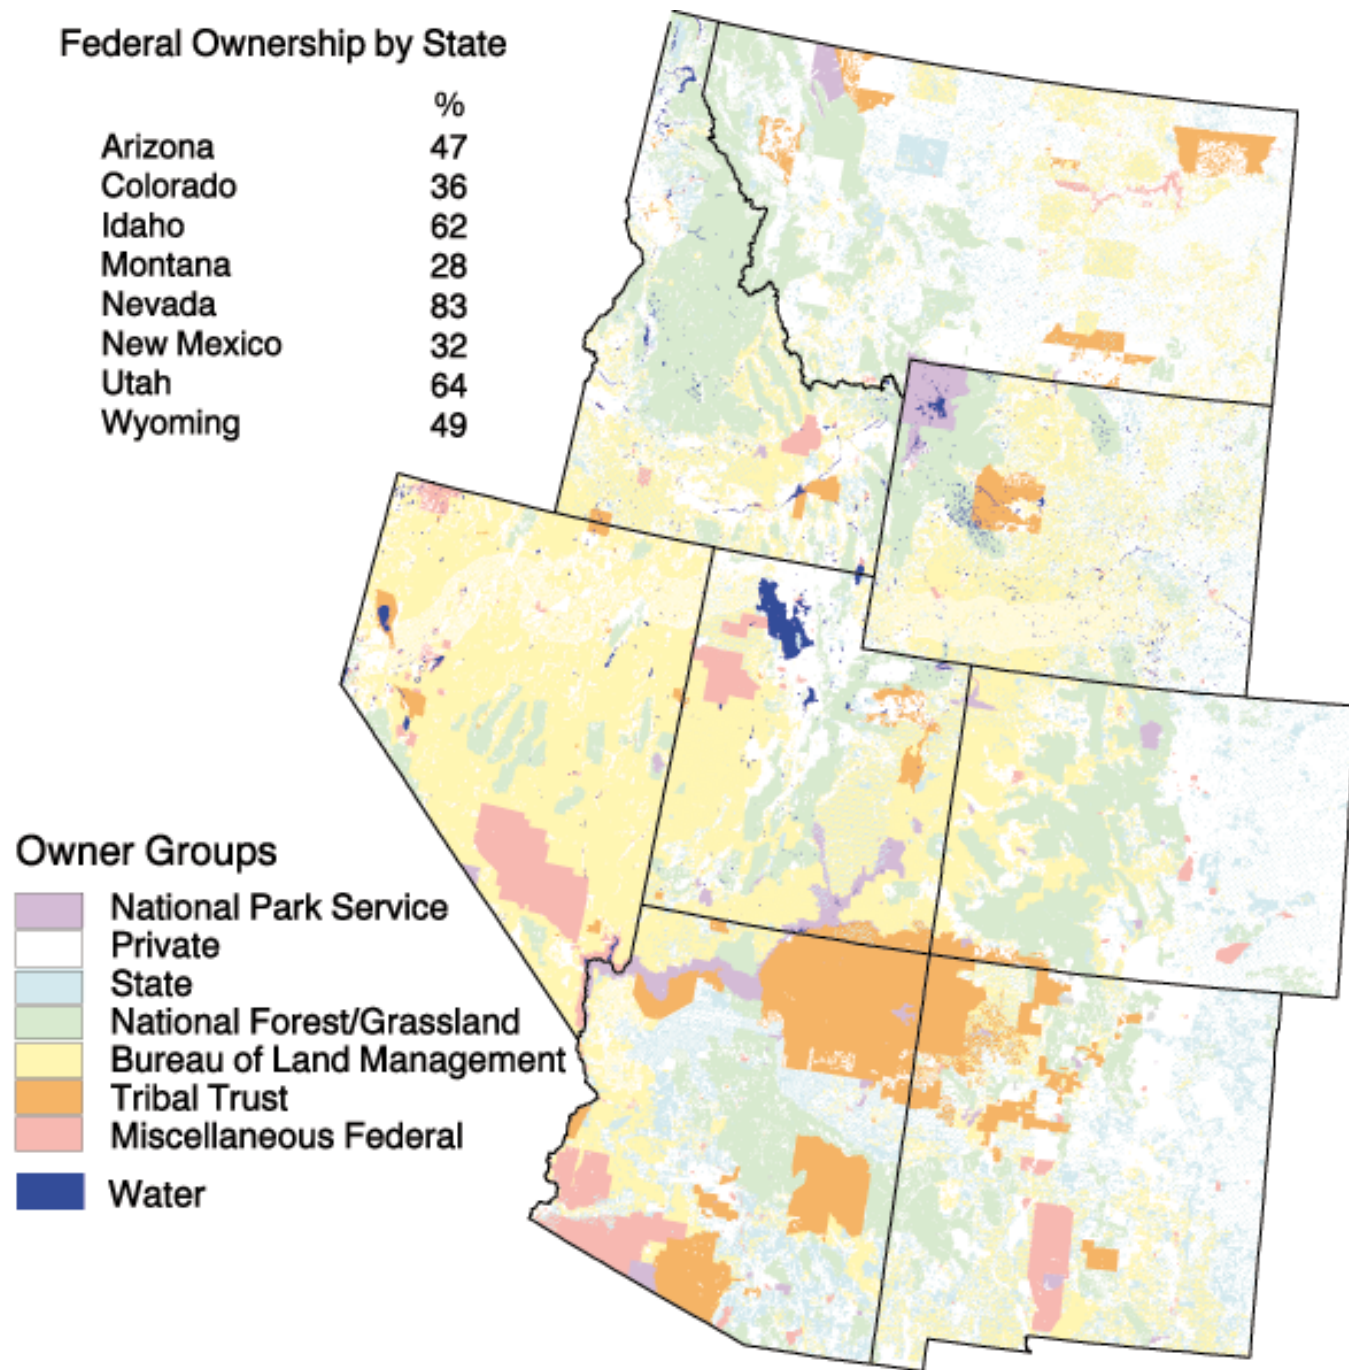 Federal Ownership by State
%
Arizona 47
Colorado 36
Idaho 62
Montana 28
Nevada 83
New Mexico 32
Utah 64
Wyoming 49
Owner Groups
National Park Service
Private
State
National Forest/Grassland
Bureau of Land Management
Tribal Trust
Miscellaneous Federal
Water